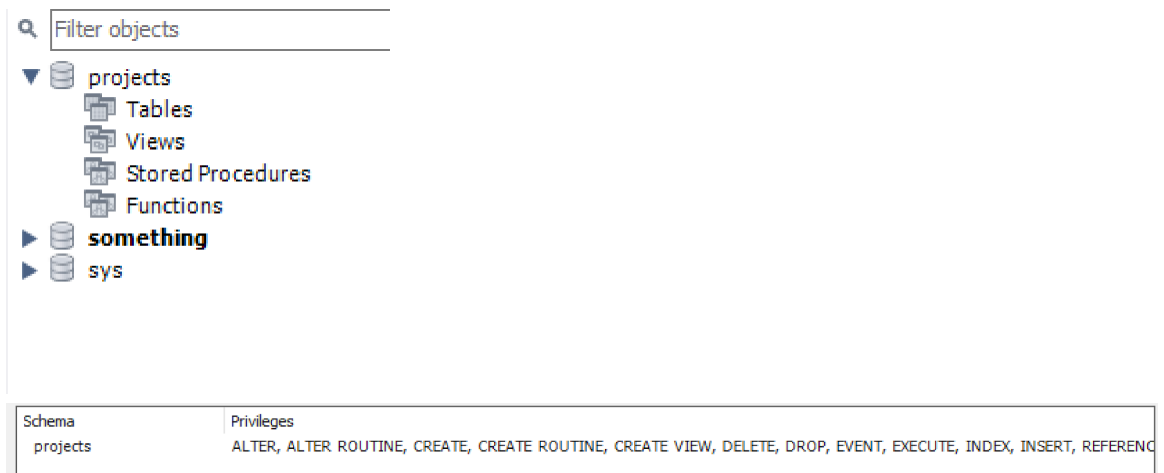 Filter objects
projects
Tables
Views
Stored Procedures
Functions
something
sys
Schema Privileges
projects ALTER, ALTER ROUTINE, CREATE, CREATE ROUTINE, CREATE VIEW, DELETE, DROP, EVENT, EXECUTE, INDEX, INSERT, REFERENC